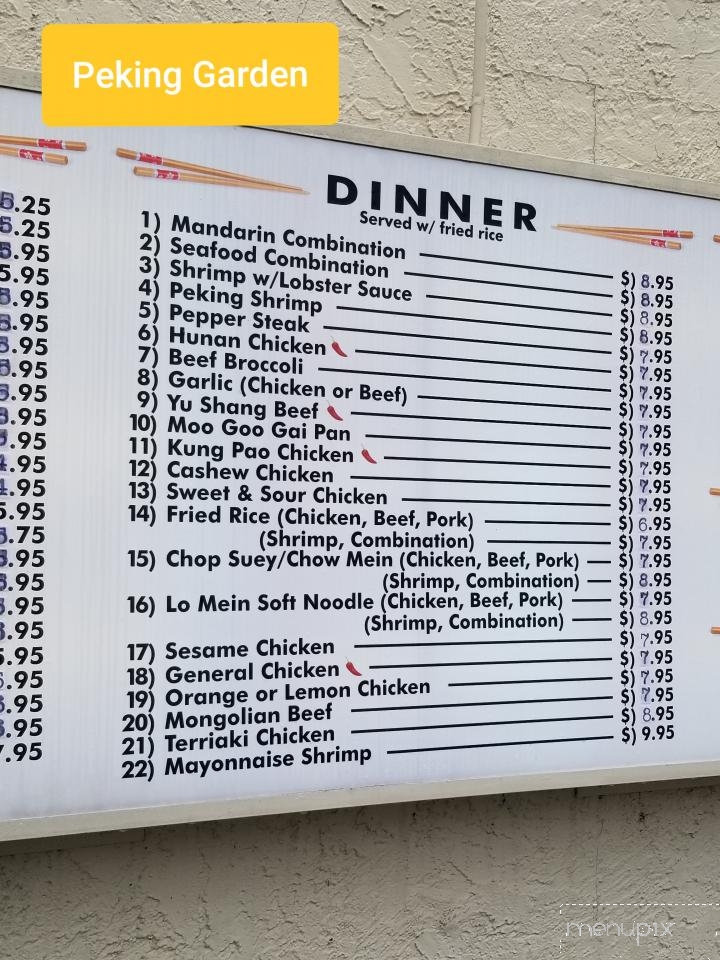 Peking Garden
DINNER
Served w/ fried rice
1) Mandarin Combination $) 8.95
2) Seafood Combination $) 8.95
3) Shrimp w/Lobster Sauce $) 8.95
4) Peking Shrimp $) 8.95
5) Pepper Steak $) 7.95
6) Hunan Chicken $) 7.95
7) Beef Broccoli $) 7.95
8) Garlic (Chicken or Beef) $) 7.95
9) Yu Shang Beef $) 7.95
10) Moo Goo Gai Pan $) 7.95
11) Kung Pao Chicken $) 7.95
12) Cashew Chicken $) 7.95
13) Sweet & Sour Chicken $) 7.95
14) Fried Rice (Chicken, Beef, Pork) $) 6.95
(Shrimp, Combination) $) 7.95
15) Chop Suey/Chow Mein (Chicken, Beef, Pork) $) 7.95
(Shrimp, Combination) $) 8.95
16) Lo Mein Soft Noodle (Chicken, Beef, Pork) $) 7.95
(Shrimp, Combination) $) 8.95
17) Sesame Chicken $) 7.95
18) General Chicken $) 7.95
19) Orange or Lemon Chicken $) 7.95
20) Mongolian Beef $) 7.95
21) Terriaki Chicken $) 8.95
22) Mayonnaise Shrimp $) 9.95
menupix